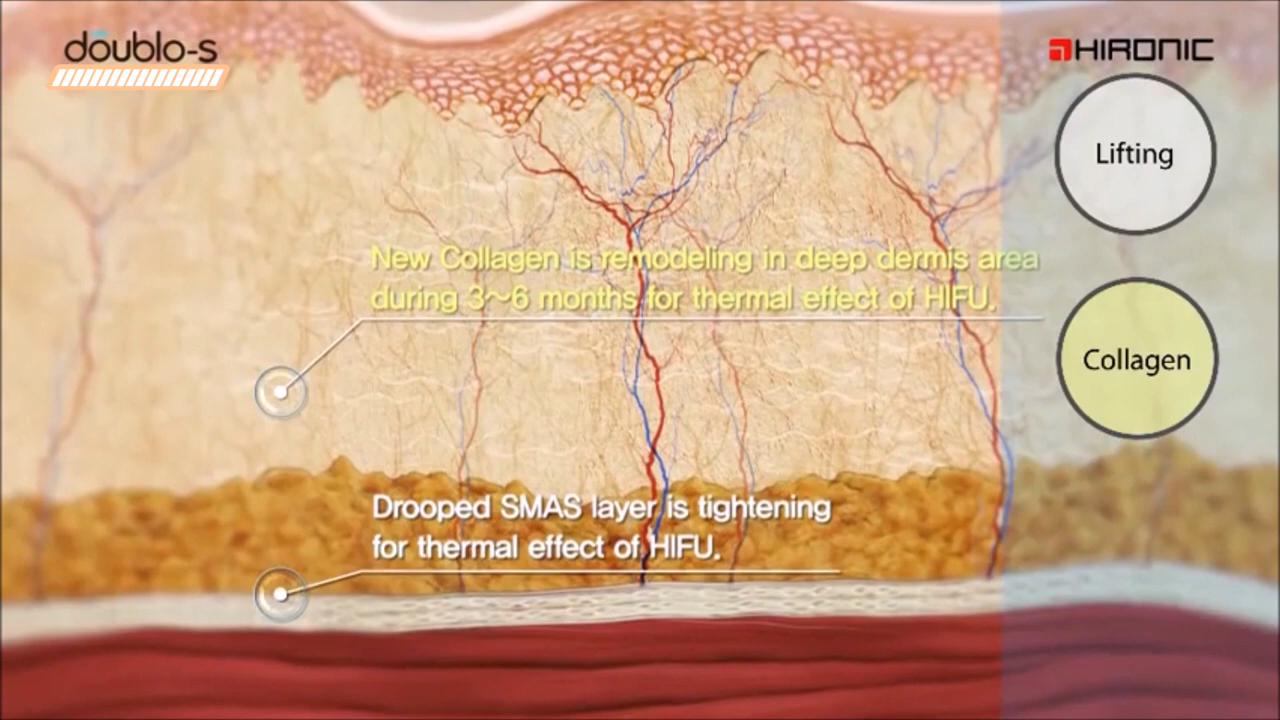 doublo-s
HIRONIC
Lifting
New Collagen is remodeling in deep dermis area
during 3~6 months for thermal effect of HIFU.
Collagen
Drooped SMAS layer is tightening
for thermal effect of HIFU.